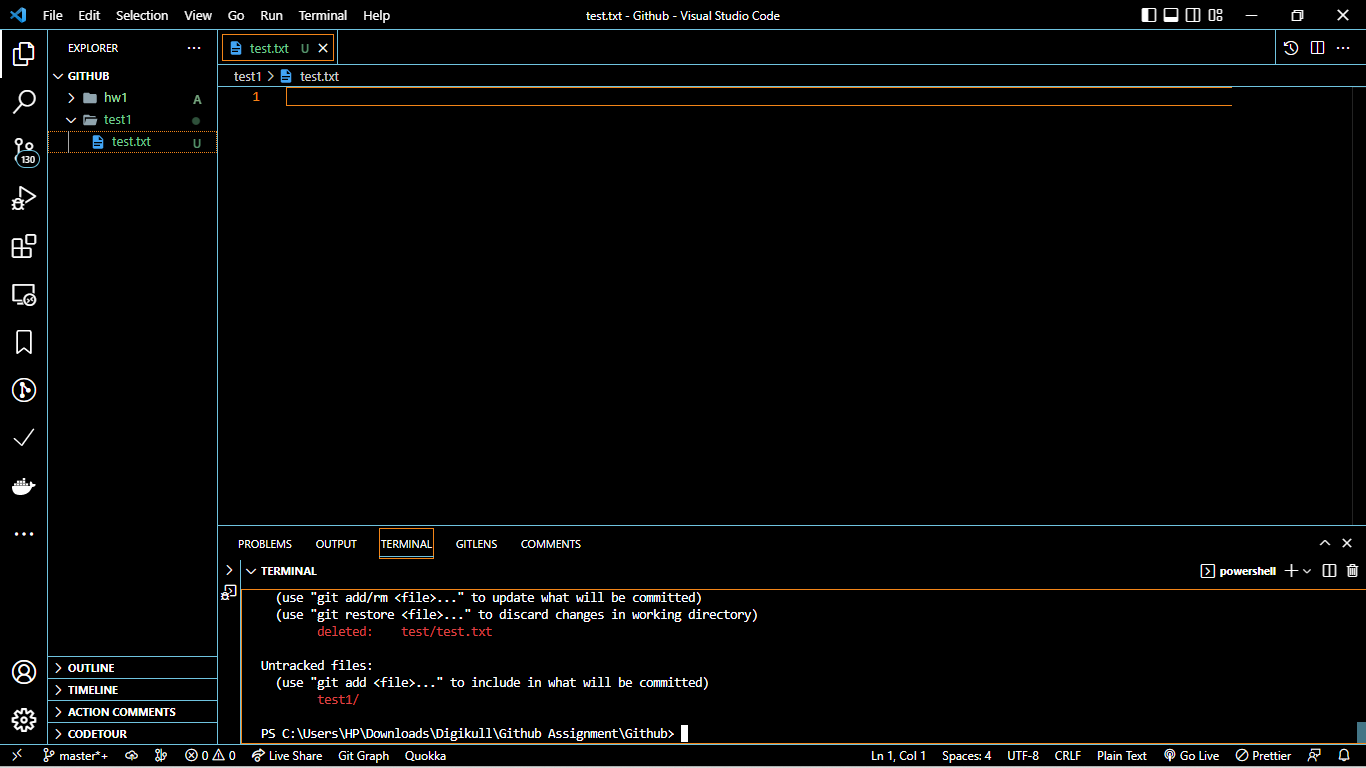 File Edit Selection View Go Run Terminal Help test.txt - Github - Visual Studio Code
EXPLORER
test.txt U
GITHUB
test1 > test.txt
hw1 A
1
test1
test.txt U
130
PROBLEMS OUTPUT TERMINAL GITLENS COMMENTS
TERMINAL
powershell
(use "git add/rm <file>..." to update what will be committed)
(use "git restore <file>..." to discard changes in working directory)
deleted: test/test.txt
Untracked files:
(use "git add <file>..." to include in what will be committed)
test1/
PS C:\Users\HP\Downloads\Digikull\Github Assignment\Github>
OUTLINE
TIMELINE
ACTION COMMENTS
CODETOUR
master*+ 0 0 Live Share Git Graph Quokka Ln 1, Col 1 Spaces: 4 UTF-8 CRLF Plain Text Go Live Prettier